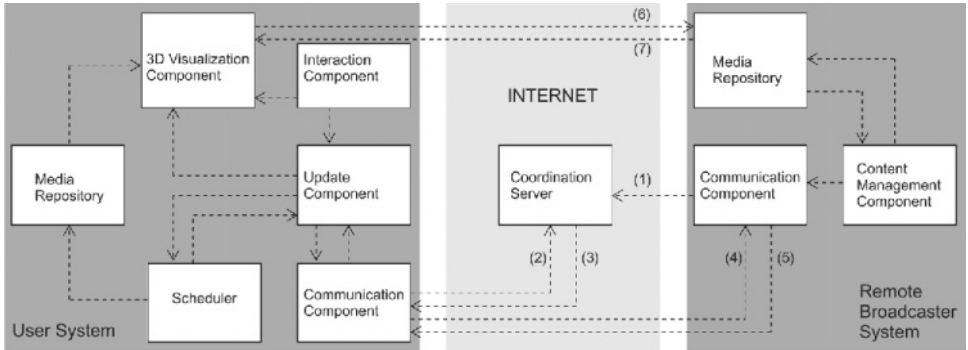 (6)
(7)
3D Visualization
Component
Interaction
Component
Media
Repository
INTERNET
Media
Repository
Update
Component
Coordination
Server
(1)
Communication
Component
Content
Management
Component
Scheduler
Communication
Component
(2)
(3)
(4)
(5)
User System
Remote
Broadcaster
System